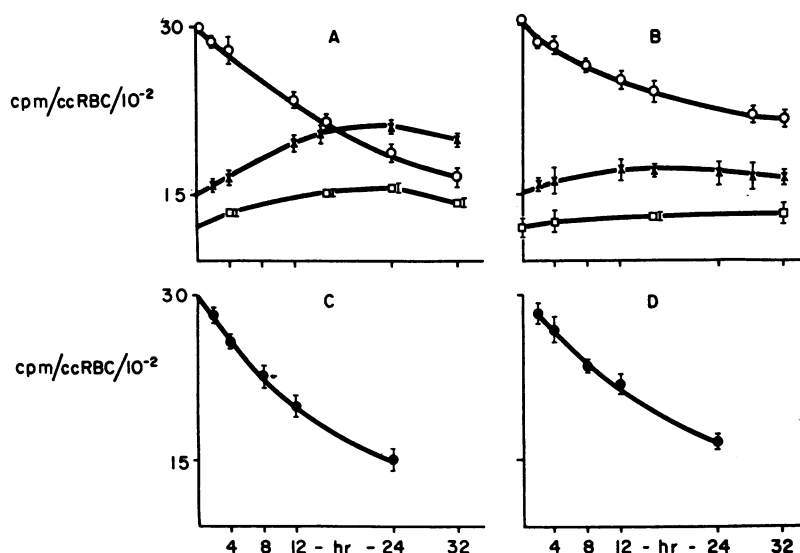 30
A
B
cpm/ccRBC/10⁻²
15
30
C
D
cpm/ccRBC/10⁻²
15
4 8 12 - hr - 24 32
4 8 12 - hr - 24 32